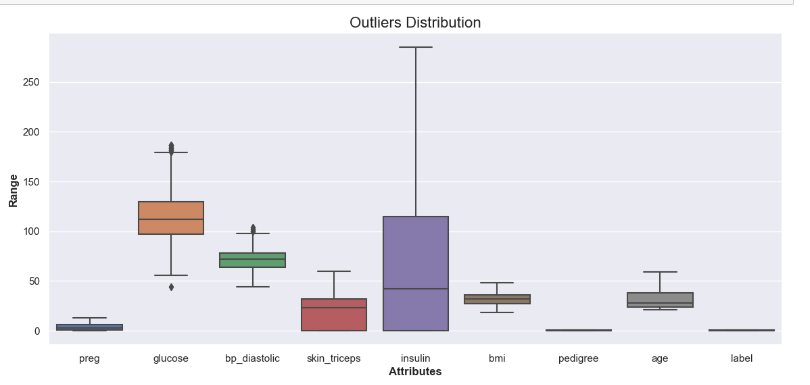 Outliers Distribution
250
200
150
100
50
0
Range
preg glucose bp_diastolic skin_triceps insulin bmi pedigree age label
Attributes